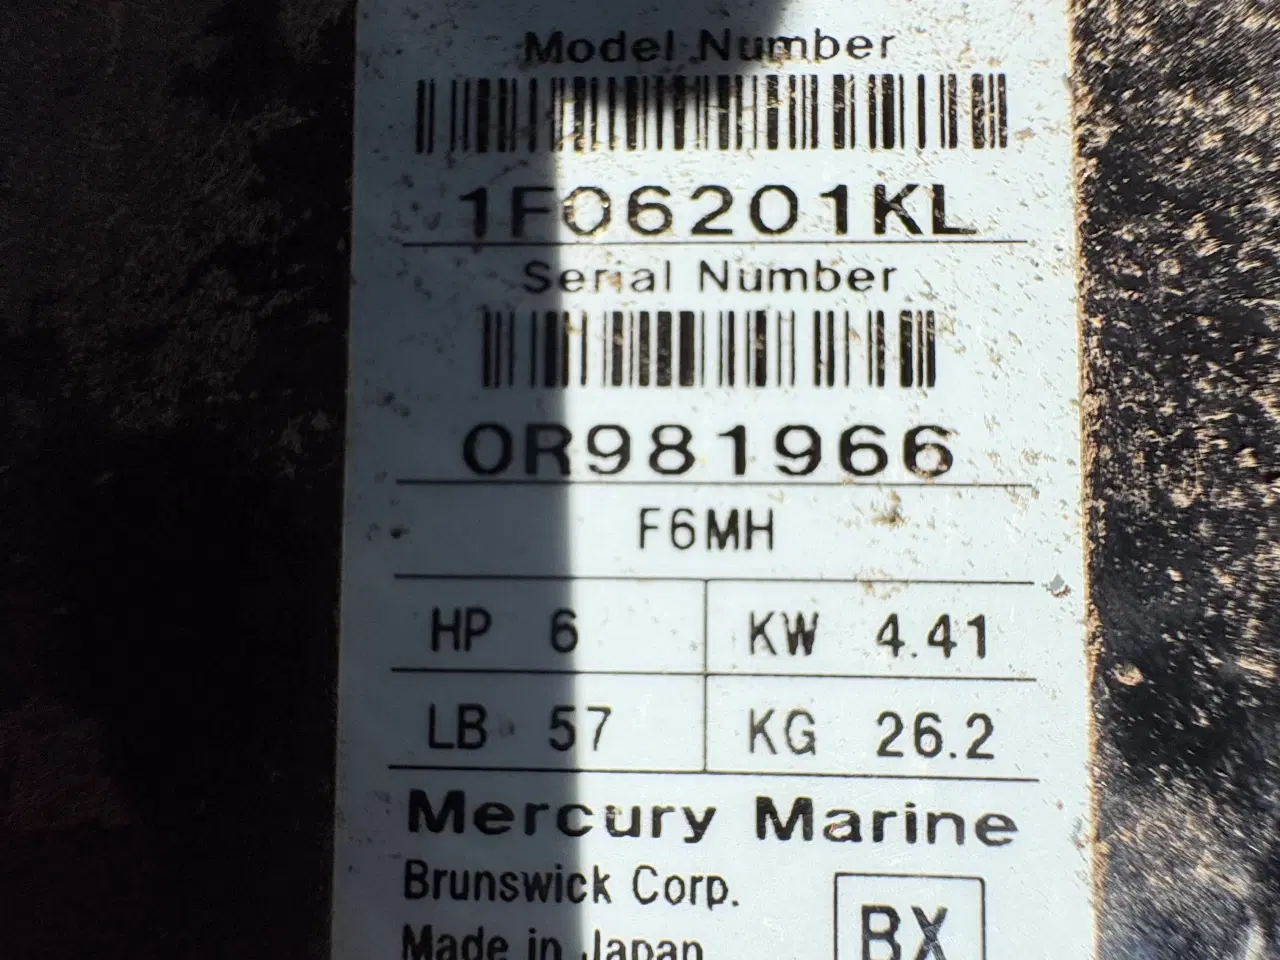 Model Number
1F06201KL
Serial Number
0R981966
F6MH
HP 6 KW 4.41
LB 57 KG 26.2
Mercury Marine
Brunswick Corp.
Made in Japan
BX